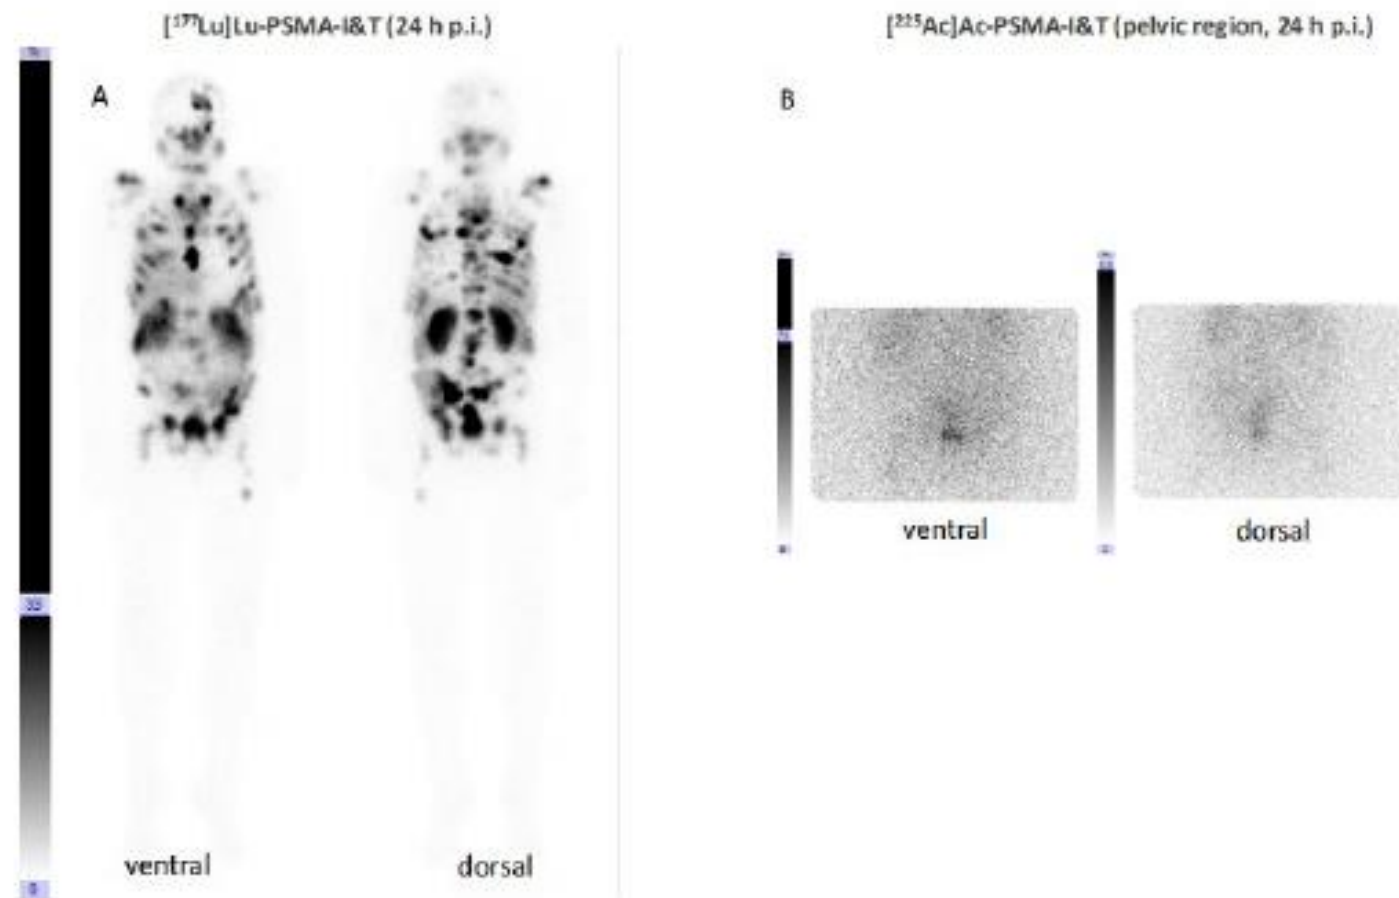 [¹⁷⁷Lu]Lu-PSMA-I&T (24 h p.i.)
[²²⁵Ac]Ac-PSMA-I&T (pelvic region, 24 h p.i.)
A
B
ventral
dorsal
ventral
dorsal